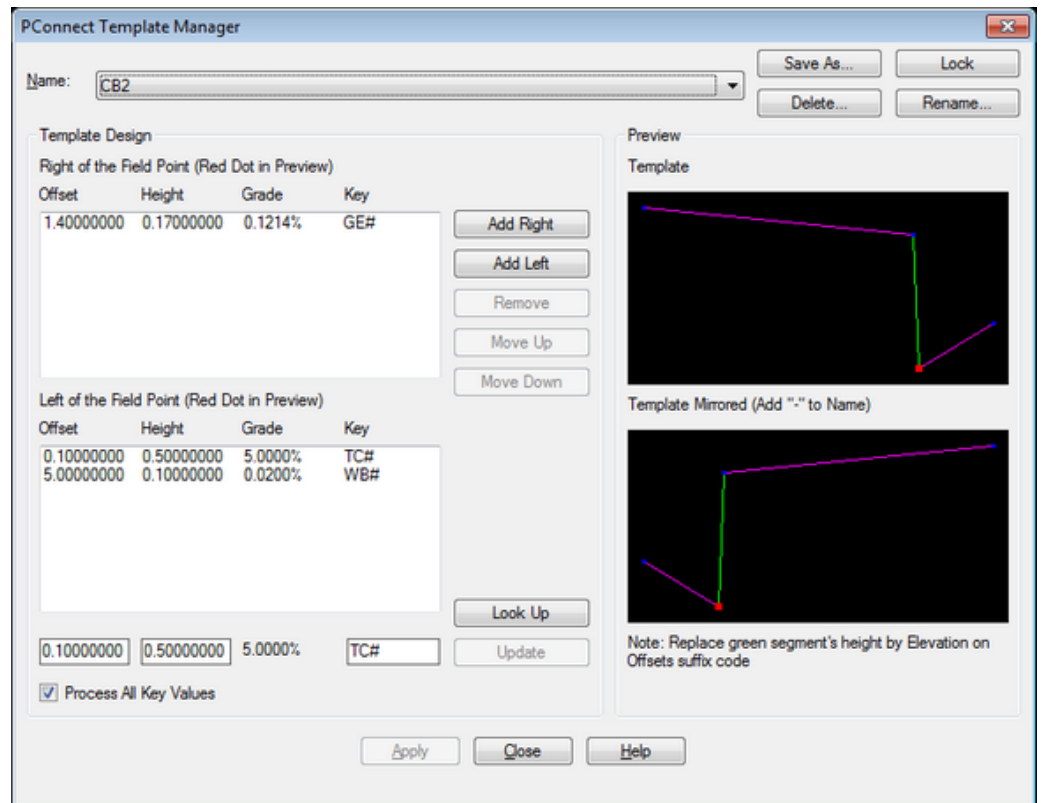 PConnect Template Manager
Name:
CB2
Save As...
Lock
Delete...
Rename...
Template Design
Right of the Field Point (Red Dot in Preview)
Offset Height Grade Key
1.40000000 0.17000000 0.1214% GE#
Add Right
Add Left
Remove
Move Up
Move Down
Left of the Field Point (Red Dot in Preview)
Offset Height Grade Key
0.10000000 0.50000000 5.0000% TC#
5.00000000 0.10000000 0.0200% WB#
Look Up
0.10000000 0.50000000 5.0000% TC#
Update
Process All Key Values
Preview
Template
Template Mirrored (Add "-" to Name)
Note: Replace green segment's height by Elevation on
Offsets suffix code
Apply
Close
Help